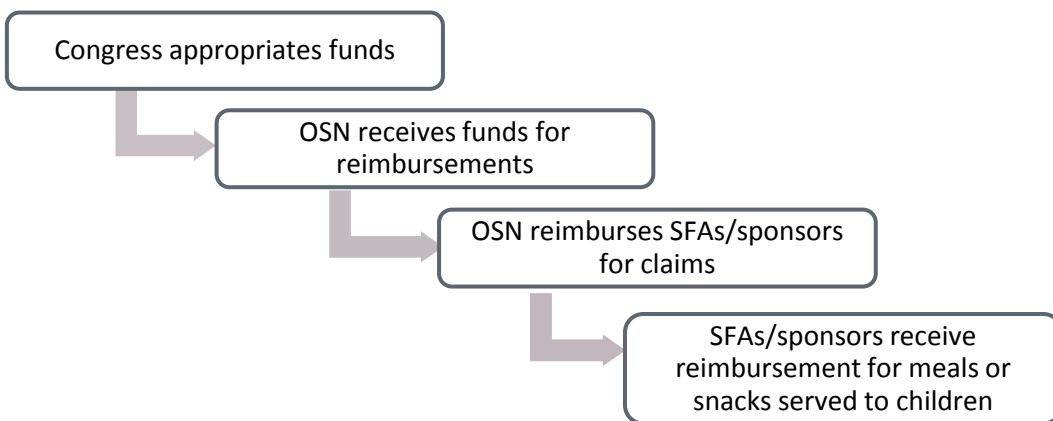 Congress appropriates funds
OSN receives funds for
reimbursements
OSN reimburses SFAs/sponsors
for claims
SFAs/sponsors receive
reimbursement for meals or
snacks served to children